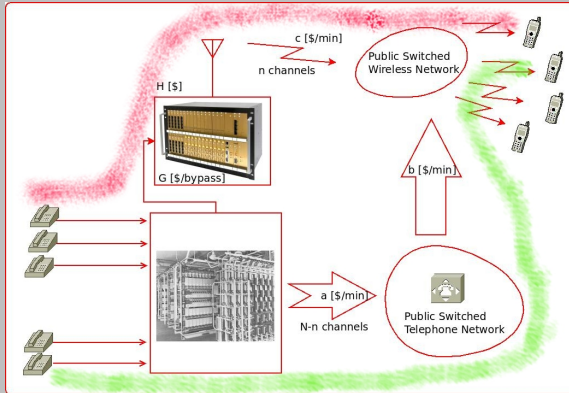 c [$/min]
n channels
Public Switched
Wireless Network
H [$]
G [$/bypass]
b [$/min]
a [$/min]
N-n channels
Public Switched
Telephone Network